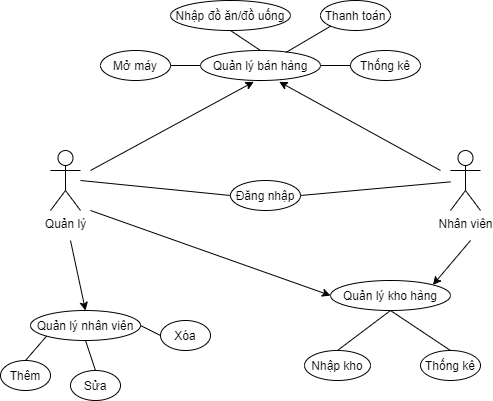 Nhập đồ ăn/đồ uống
Thanh toán
Mở máy
Quản lý bán hàng
Thống kê
Đăng nhập
Quản lý
Nhân viên
Quản lý kho hàng
Quản lý nhân viên
Xóa
Thêm
Sửa
Nhập kho
Thống kê